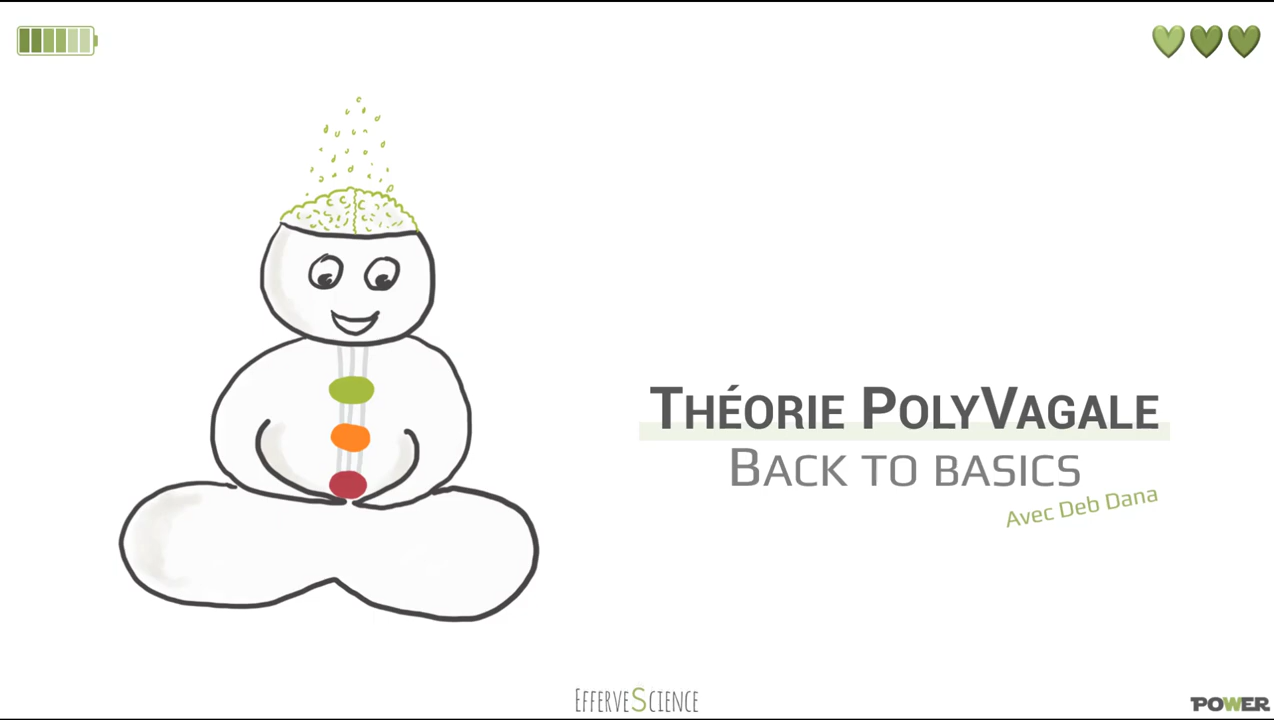 THÉORIE POLYVAGALE
BACK TO BASICS
Avec Deb Dana
EFFERVESCIENCE
POWER